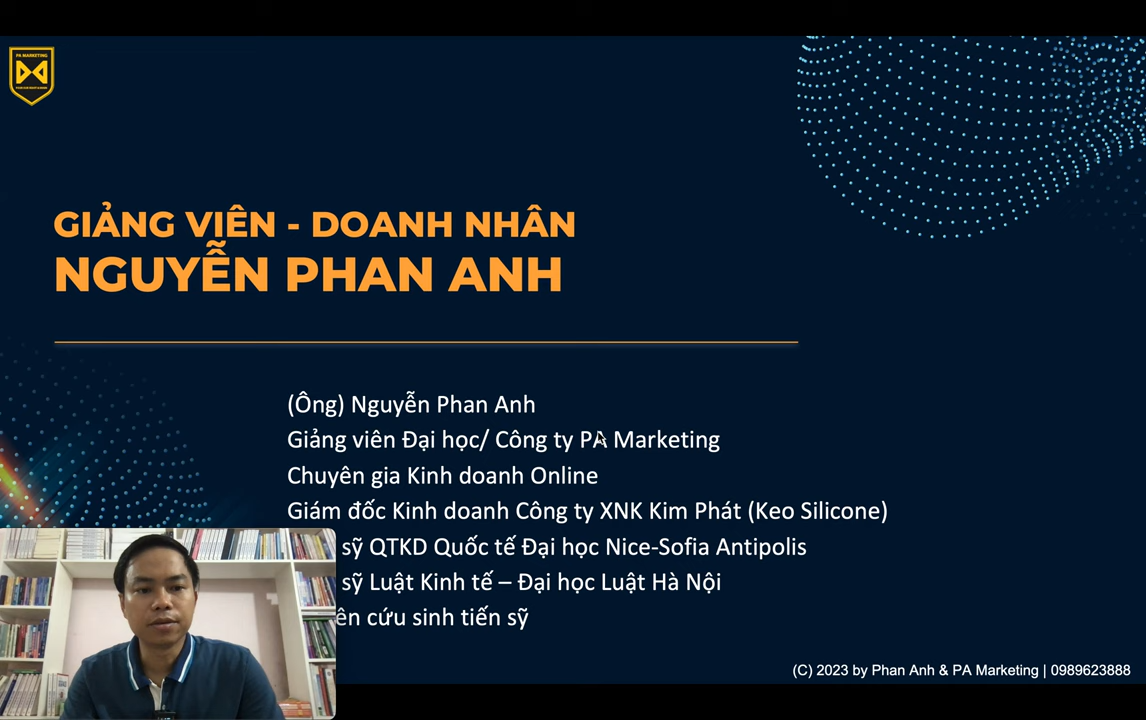 PA MARKETING
GIẢNG VIÊN - DOANH NHÂN
NGUYỄN PHAN ANH
(Ông) Nguyễn Phan Anh
Giảng viên Đại học/ Công ty PA Marketing
Chuyên gia Kinh doanh Online
Giám đốc Kinh doanh Công ty XNK Kim Phát (Keo Silicone)
sỹ QTKD Quốc tế Đại học Nice-Sofia Antipolis
sỹ Luật Kinh tế – Đại học Luật Hà Nội
cứu sinh tiến sỹ
(C) 2023 by Phan Anh & PA Marketing | 0989623888